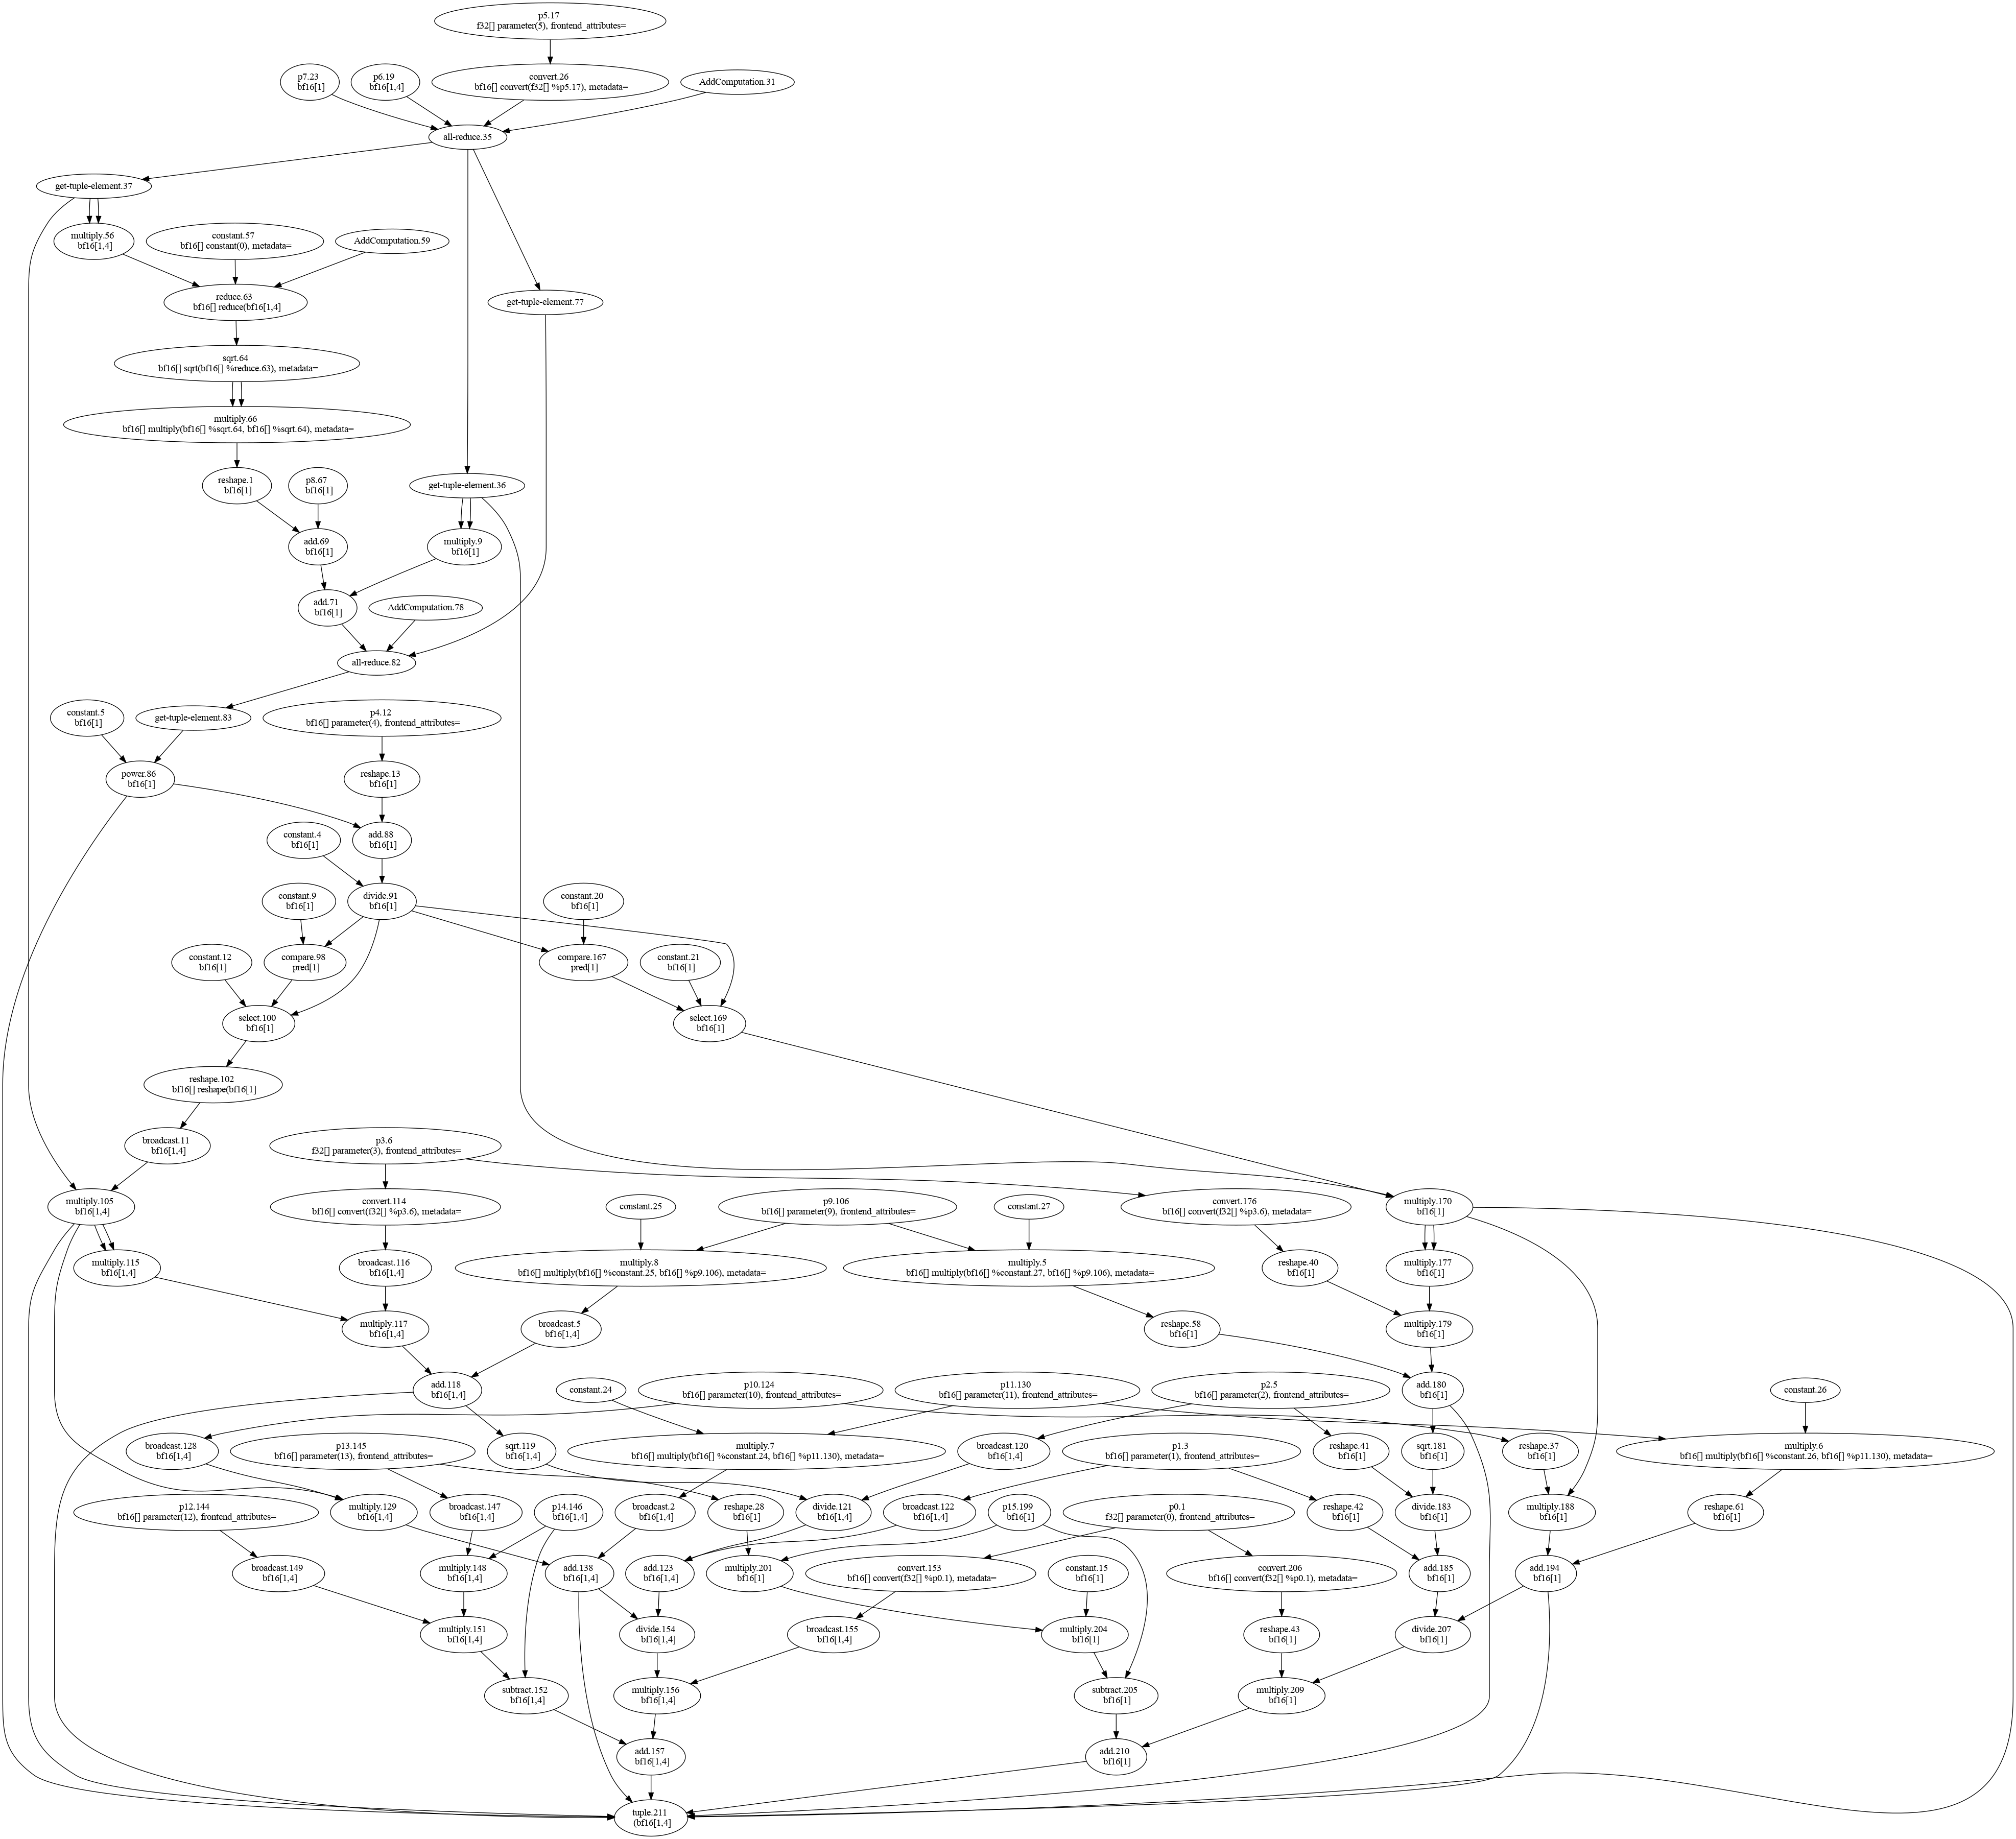 p5.17
f32[] parameter(5), frontend_attributes=
p7.23
bf16[1]
p6.19
bf16[1,4]
convert.26
bf16[] convert(f32[] %p5.17), metadata=
AddComputation.31
all-reduce.35
get-tuple-element.37
multiply.56
bf16[1,4]
constant.57
bf16[] constant(0), metadata=
AddComputation.59
reduce.63
bf16[] reduce(bf16[1,4]
get-tuple-element.77
sqrt.64
bf16[] sqrt(bf16[] %reduce.63), metadata=
multiply.66
bf16[] multiply(bf16[] %sqrt.64, bf16[] %sqrt.64), metadata=
reshape.1
bf16[1]
p8.67
bf16[1]
get-tuple-element.36
add.69
bf16[1]
multiply.9
bf16[1]
add.71
bf16[1]
AddComputation.78
all-reduce.82
constant.5
bf16[1]
get-tuple-element.83
p4.12
bf16[] parameter(4), frontend_attributes=
power.86
bf16[1]
reshape.13
bf16[1]
constant.4
bf16[1]
add.88
bf16[1]
constant.9
bf16[1]
divide.91
bf16[1]
constant.20
bf16[1]
constant.12
bf16[1]
compare.98
pred[1]
compare.167
pred[1]
constant.21
bf16[1]
select.100
bf16[1]
select.169
bf16[1]
reshape.102
bf16[] reshape(bf16[1]
broadcast.11
bf16[1,4]
p3.6
f32[] parameter(3), frontend_attributes=
multiply.105
bf16[1,4]
convert.114
bf16[] convert(f32[] %p3.6), metadata=
constant.25
p9.106
bf16[] parameter(9), frontend_attributes=
constant.27
convert.176
bf16[] convert(f32[] %p3.6), metadata=
multiply.170
bf16[1]
multiply.115
bf16[1,4]
broadcast.116
bf16[1,4]
multiply.8
bf16[] multiply(bf16[] %constant.25, bf16[] %p9.106), metadata=
multiply.5
bf16[] multiply(bf16[] %constant.27, bf16[] %p9.106), metadata=
reshape.40
bf16[1]
multiply.177
bf16[1]
multiply.117
bf16[1,4]
broadcast.5
bf16[1,4]
reshape.58
bf16[1]
multiply.179
bf16[1]
add.118
bf16[1,4]
constant.24
p10.124
bf16[] parameter(10), frontend_attributes=
p11.130
bf16[] parameter(11), frontend_attributes=
p2.5
bf16[] parameter(2), frontend_attributes=
add.180
bf16[1]
constant.26
broadcast.128
bf16[1,4]
p13.145
bf16[] parameter(13), frontend_attributes=
sqrt.119
bf16[1,4]
multiply.7
bf16[] multiply(bf16[] %constant.24, bf16[] %p11.130), metadata=
broadcast.120
bf16[1,4]
p1.3
bf16[] parameter(1), frontend_attributes=
reshape.41
bf16[1]
sqrt.181
bf16[1]
reshape.37
bf16[1]
multiply.6
bf16[] multiply(bf16[] %constant.26, bf16[] %p11.130), metadata=
p12.144
bf16[] parameter(12), frontend_attributes=
multiply.129
bf16[1,4]
broadcast.147
bf16[1,4]
p14.146
bf16[1,4]
broadcast.2
bf16[1,4]
reshape.28
bf16[1]
divide.121
bf16[1,4]
broadcast.122
bf16[1,4]
p15.199
bf16[1]
p0.1
f32[] parameter(0), frontend_attributes=
reshape.42
bf16[1]
divide.183
bf16[1]
multiply.188
bf16[1]
reshape.61
bf16[1]
broadcast.149
bf16[1,4]
multiply.148
bf16[1,4]
add.138
bf16[1,4]
add.123
bf16[1,4]
multiply.201
bf16[1]
convert.153
bf16[] convert(f32[] %p0.1), metadata=
constant.15
bf16[1]
convert.206
bf16[] convert(f32[] %p0.1), metadata=
add.185
bf16[1]
add.194
bf16[1]
multiply.151
bf16[1,4]
divide.154
bf16[1,4]
broadcast.155
bf16[1,4]
multiply.204
bf16[1]
reshape.43
bf16[1]
divide.207
bf16[1]
subtract.152
bf16[1,4]
multiply.156
bf16[1,4]
subtract.205
bf16[1]
multiply.209
bf16[1]
add.157
bf16[1,4]
add.210
bf16[1]
tuple.211
(bf16[1,4]